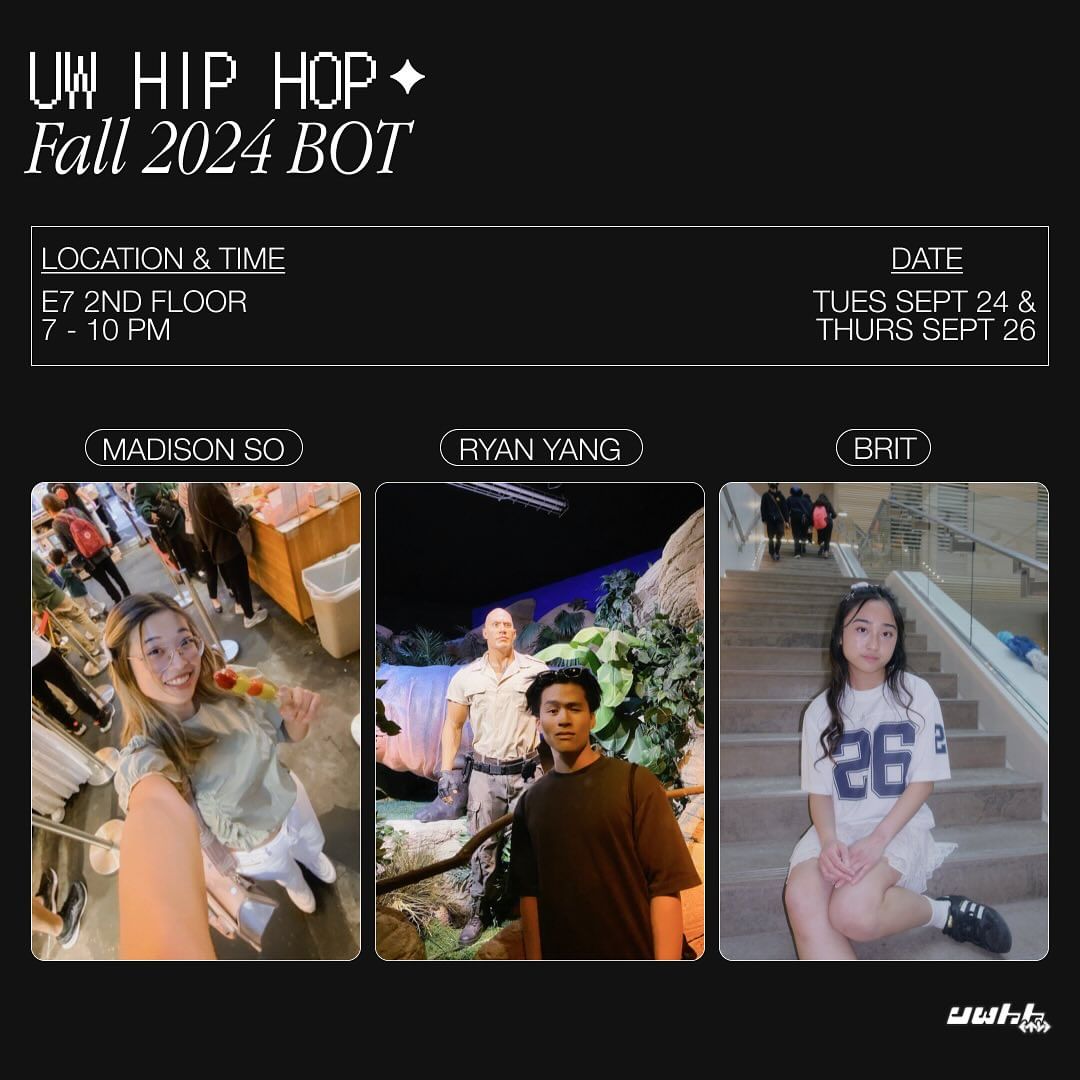 UW HIP HOP
Fall 2024 BOT
LOCATION & TIME
E7 2ND FLOOR
7 - 10 PM
DATE
TUES SEPT 24 &
THURS SEPT 26
MADISON SO
RYAN YANG
BRIT
26
2
uwhh